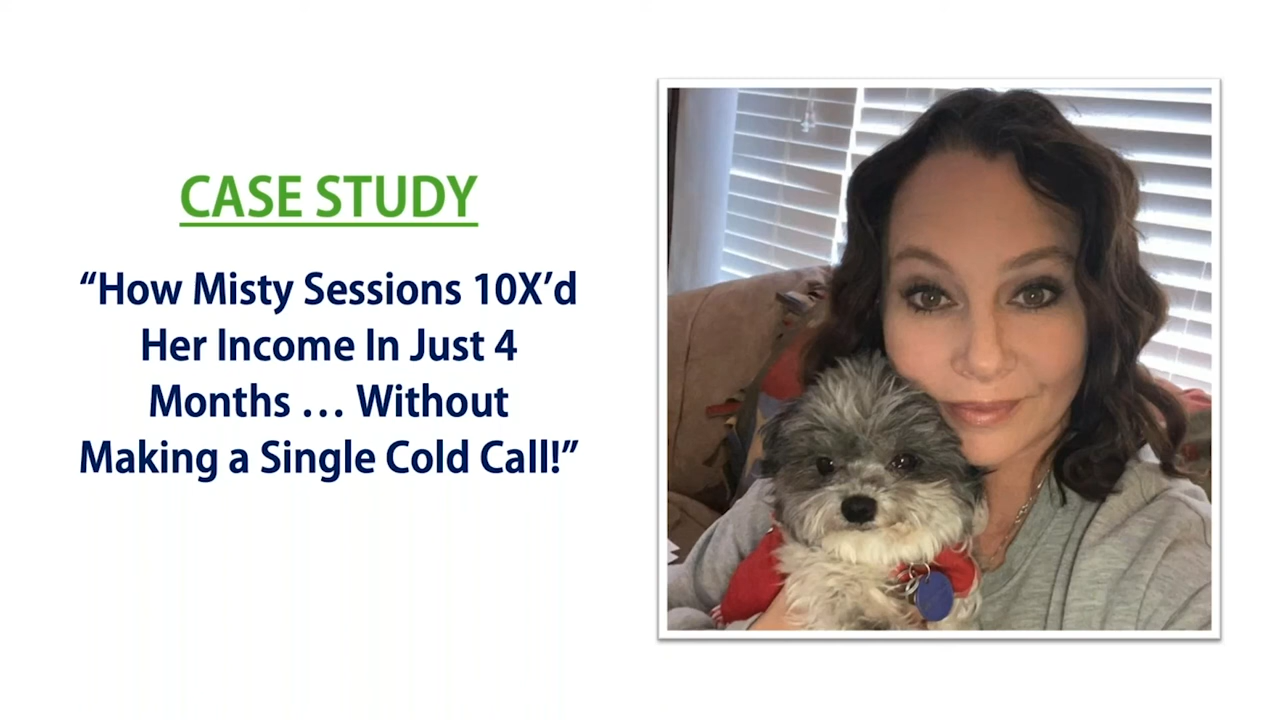 CASE STUDY
“How Misty Sessions 10X’d
Her Income In Just 4
Months … Without
Making a Single Cold Call!”